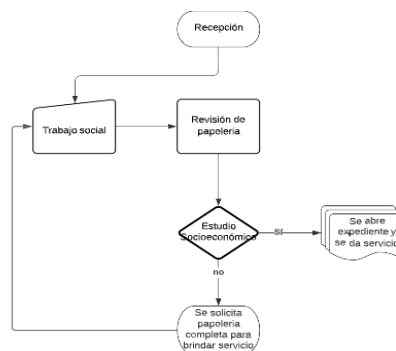 Recepción
Trabajo social
Revisión de
papeleria
Estudio
Socioeconómico
Sí
Se abre
expediente y
se da servicio
no
Se solicita
papeleria
completa para
brindar servicio